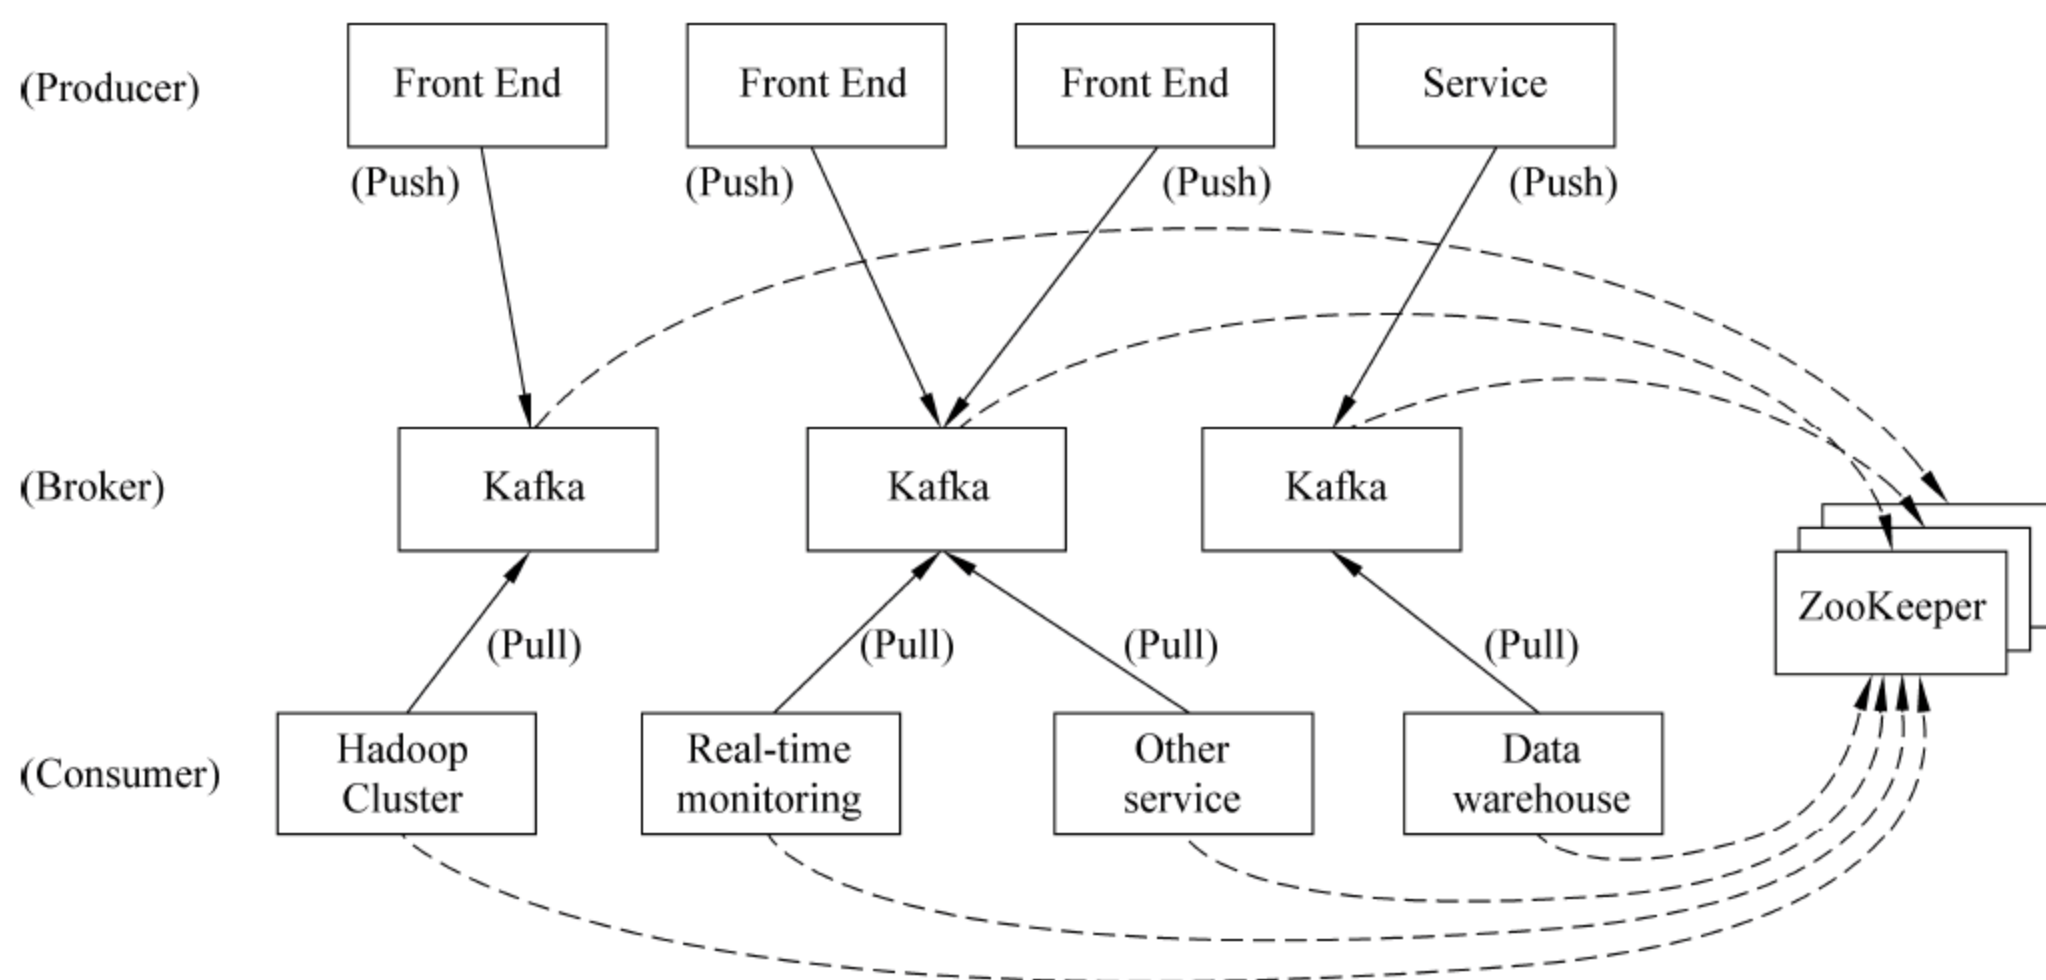 (Producer)
Front End
Front End
Front End
Service
(Push)
(Push)
(Push)
(Push)
(Broker)
Kafka
Kafka
Kafka
ZooKeeper
(Pull)
(Pull)
(Pull)
(Pull)
(Consumer)
Hadoop
Cluster
Real-time
monitoring
Other
service
Data
warehouse